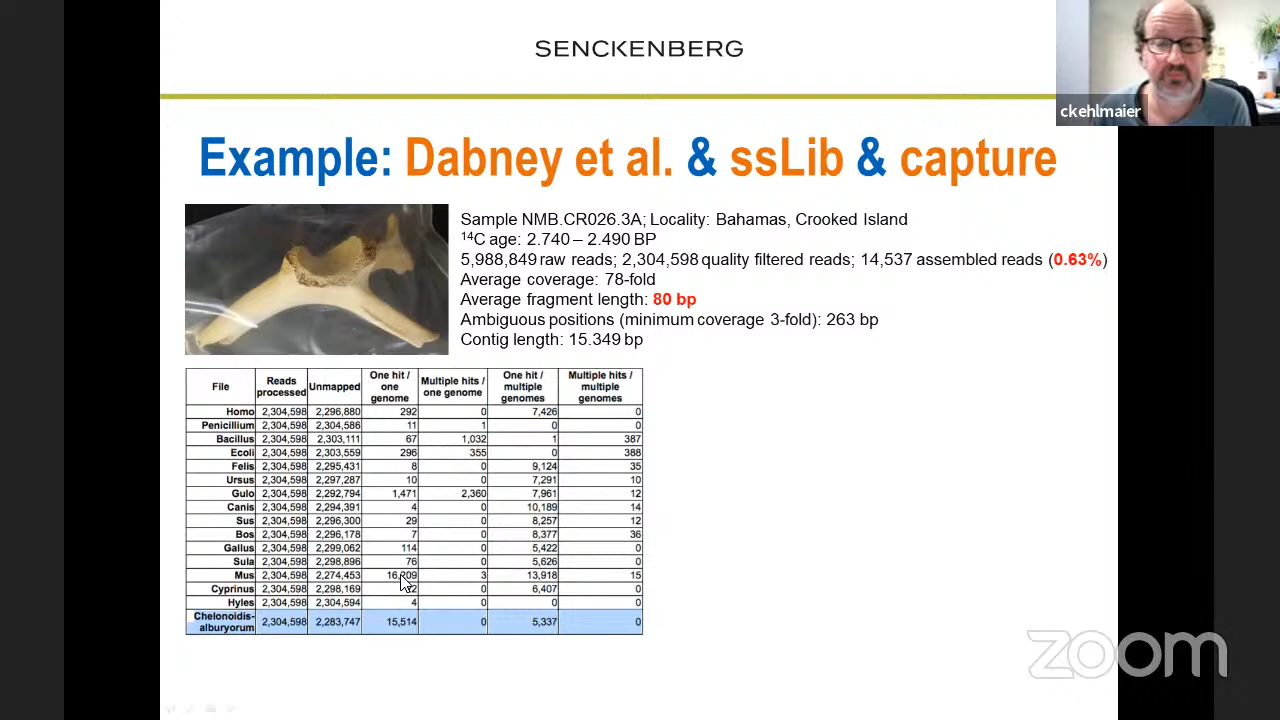 SENCKENBERG
ckehlmaier
Example: Dabney et al. & ssLib & capture
Sample NMB.CR026.3A; Locality: Bahamas, Crooked Island
14C age: 2.740 – 2.490 BP
5,988,849 raw reads; 2,304,598 quality filtered reads; 14,537 assembled reads (0.63%)
Average coverage: 78-fold
Average fragment length: 80 bp
Ambiguous positions (minimum coverage 3-fold): 263 bp
Contig length: 15.349 bp
File Reads processed Unmapped One hit / one genome Multiple hits / one genome One hit / multiple genomes Multiple hits / multiple genomes
Homo 2,304,598 2,296,880 292 0 7,426 0
Penicillium 2,304,598 2,304,586 11 1 0 0
Bacillus 2,304,598 2,303,111 67 1,032 1 387
Ecoli 2,304,598 2,303,559 296 355 0 388
Felis 2,304,598 2,295,431 8 0 9,124 35
Ursus 2,304,598 2,297,287 10 0 7,291 10
Gulo 2,304,598 2,292,794 1,471 2,360 7,961 12
Canis 2,304,598 2,294,391 4 0 10,189 14
Sus 2,304,598 2,296,300 29 0 8,257 12
Bos 2,304,598 2,296,178 7 0 8,377 36
Gallus 2,304,598 2,299,062 114 0 5,422 0
Sula 2,304,598 2,298,896 76 0 5,626 0
Mus 2,304,598 2,274,453 3 13,918 15
Cyprinus 2,304,598 2,298,169 0 6,407 0
Hyles 2,304,598 2,304,594 4 0 0 0
Chelonoidis-alburyorum 2,304,598 2,283,747 15,514 0 5,337 0
zoom